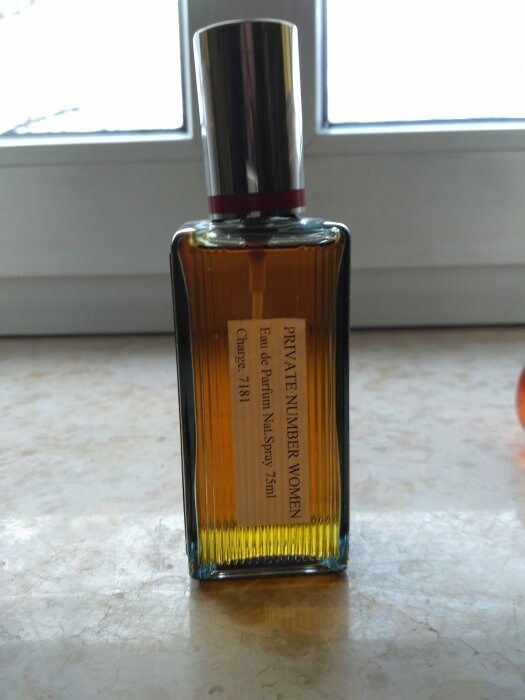 PRIVATE NUMBER WOMEN
Eau de Parfum Nat.Spray 75ml
Charge. 7181